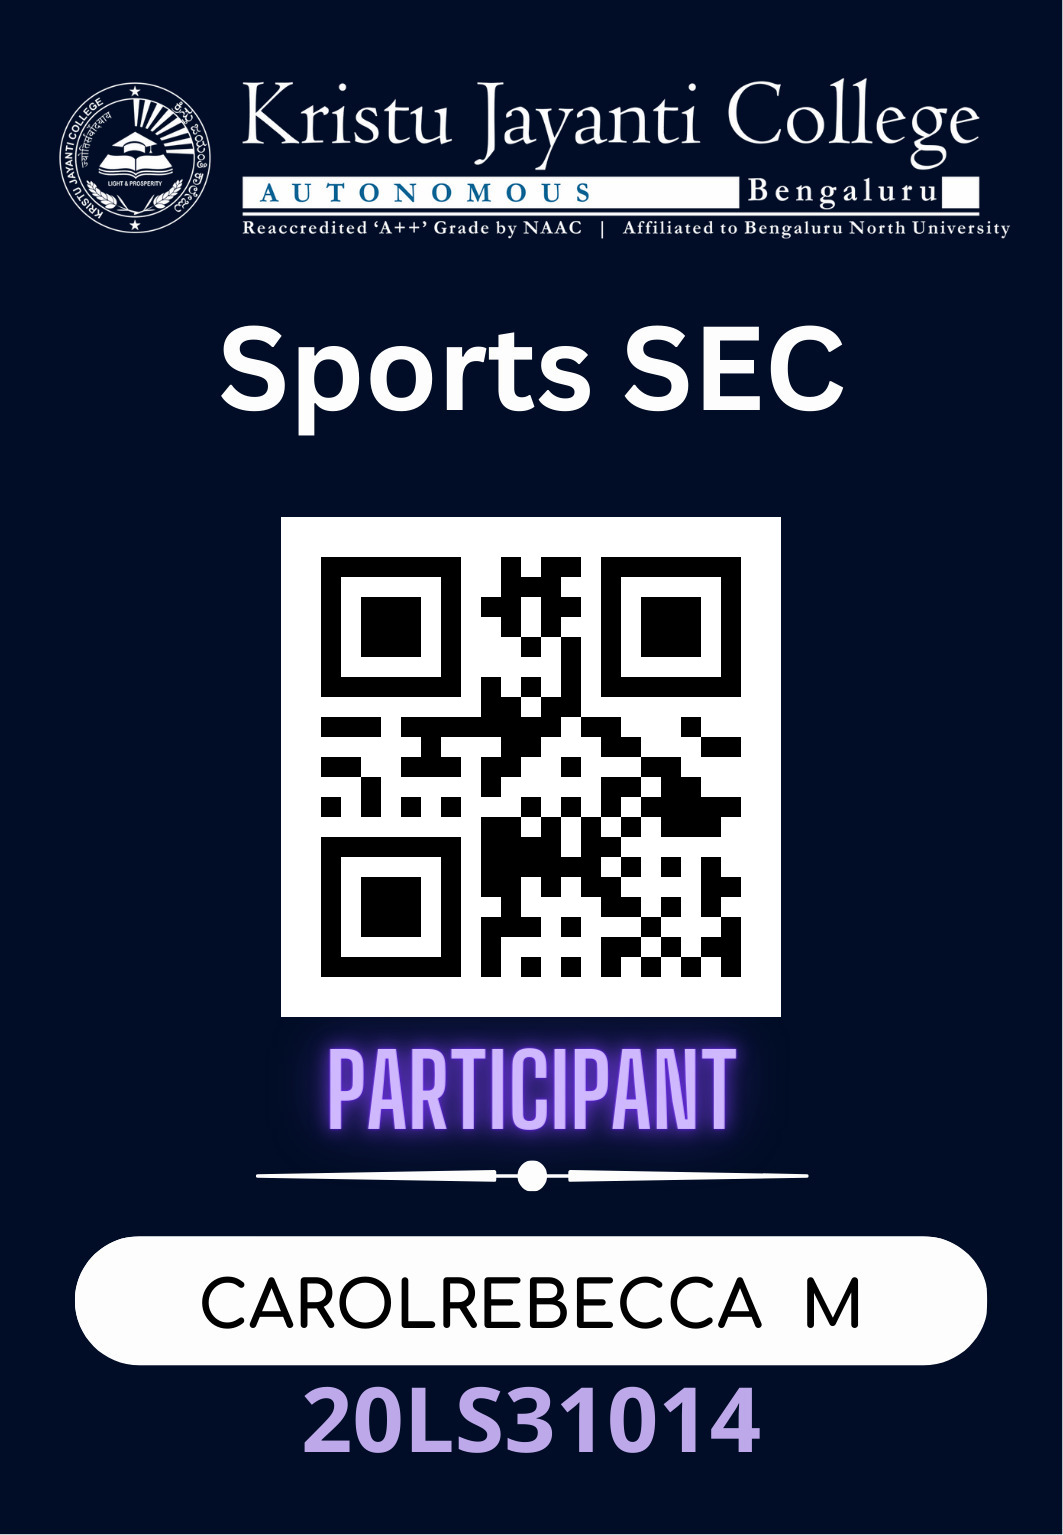 KRISTU JAYANTI COLLEGE
ಕ್ರಿಸ್ತು ಜಯಂತಿ ಕಾಲೇಜು
LIGHT & PROSPERITY
Kristu Jayanti College
AUTONOMOUS Bengaluru
Reaccredited ‘A++’ Grade by NAAC | Affiliated to Bengaluru North University
Sports SEC
PARTICIPANT
CAROLREBECCA M
20LS31014